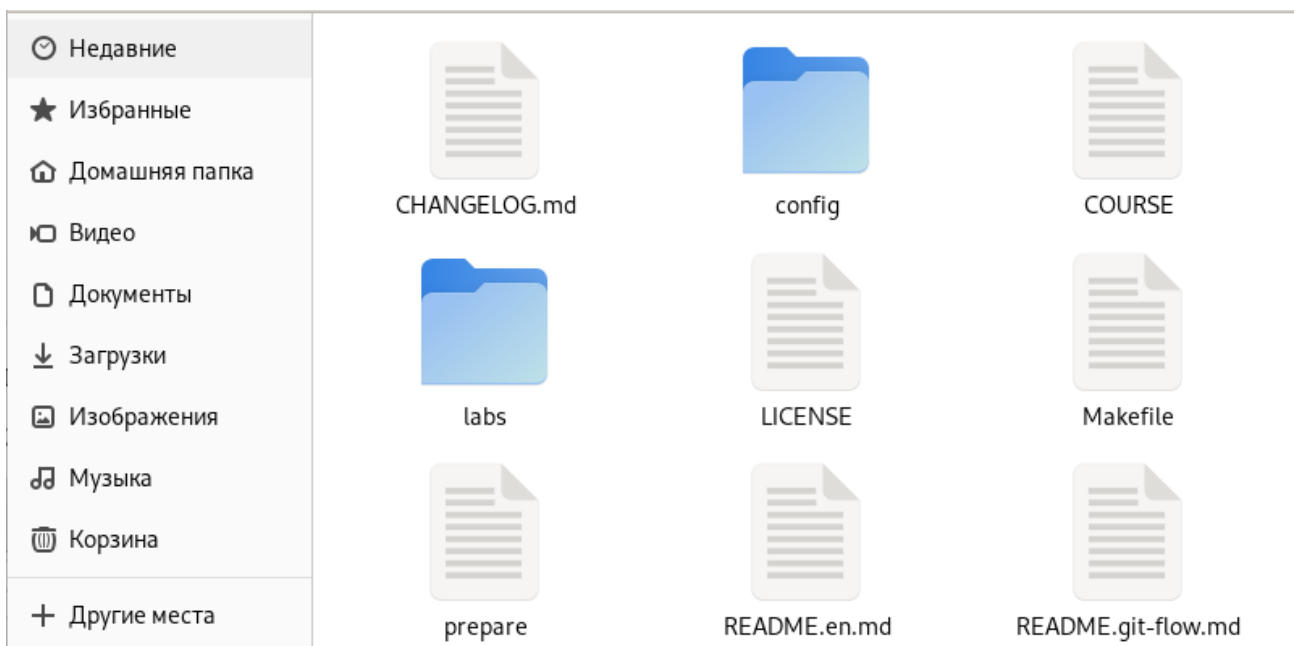 Недавние
Избранные
Домашняя папка
Видео
Документы
Загрузки
Изображения
Музыка
Корзина
Другие места
CHANGELOG.md
config
COURSE
labs
LICENSE
Makefile
prepare
README.en.md
README.git-flow.md